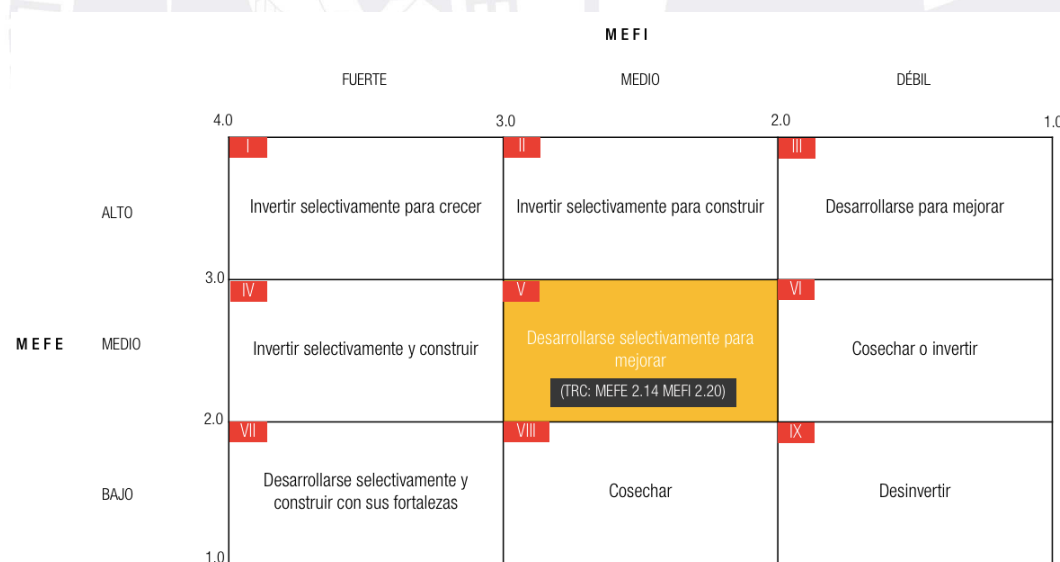 MEFI
FUERTE MEDIO DÉBIL
4.0 3.0 2.0 1.0
I II III
ALTO Invertir selectivamente para crecer Invertir selectivamente para construir Desarrollarse para mejorar
3.0
IV V VI
MEFE MEDIO Invertir selectivamente y construir Desarrollarse selectivamente para Cosechar o invertir
mejorar
(TRC: MEFE 2.14 MEFI 2.20)
2.0
VII VIII IX
BAJO Desarrollarse selectivamente y Cosechar Desinvertir
construir con sus fortalezas
1.0